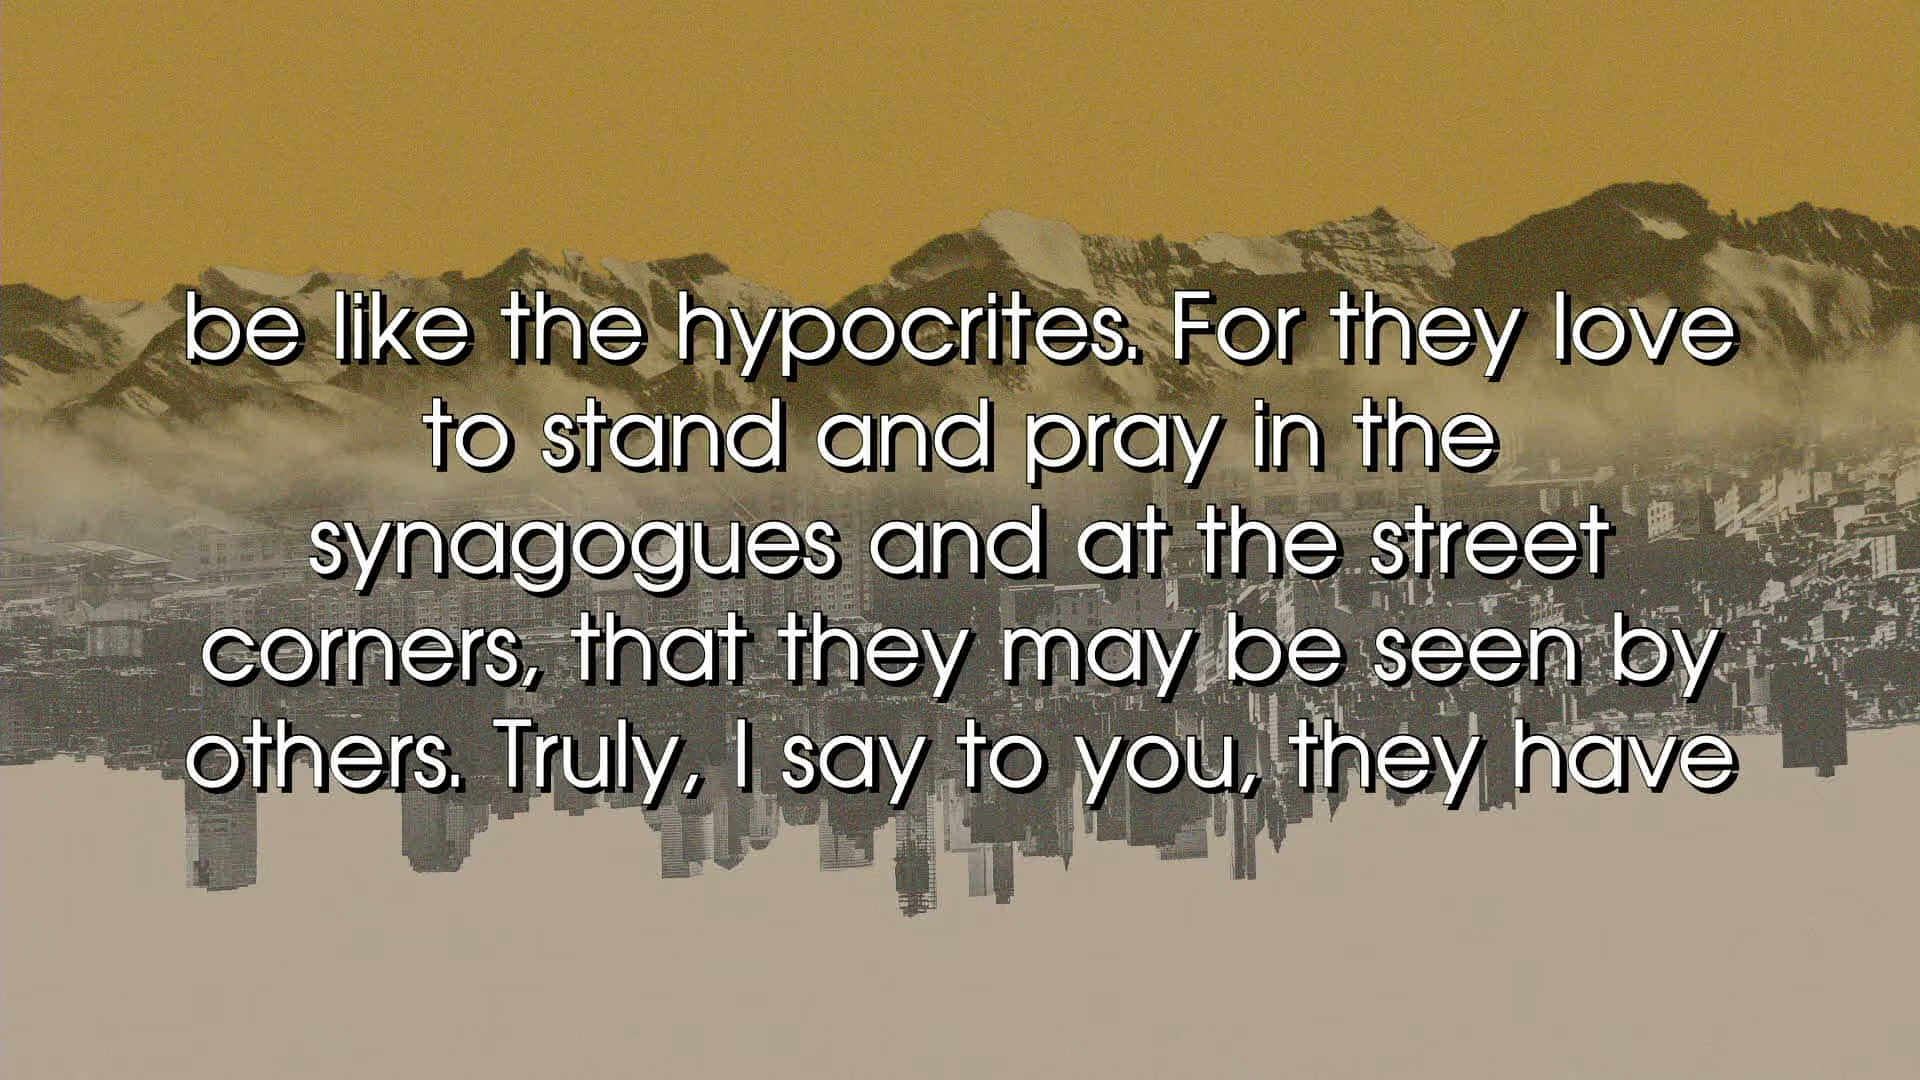 be like the hypocrites. For they love
to stand and pray in the
synagogues and at the street
corners, that they may be seen by
others. Truly, I say to you, they have